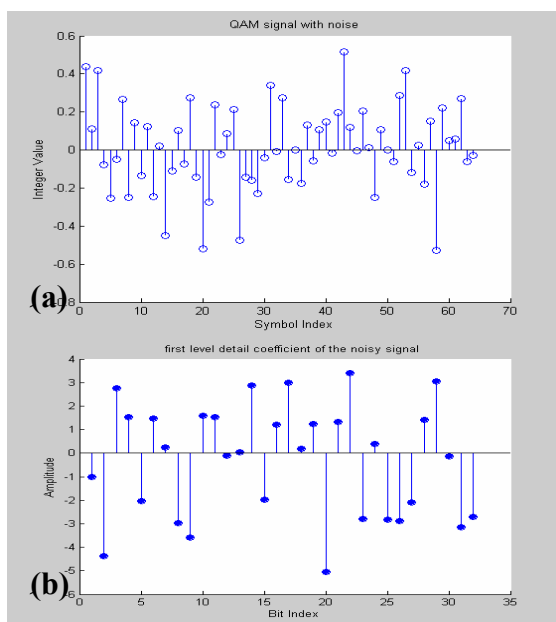 QAM signal with noise
0.6
0.4
0.2
0
-0.2
-0.4
-0.6
-0.8
Integer Value
0 10 20 30 40 50 60 70
Symbol Index
(a)
first level detail coefficient of the noisy signal
4
3
2
1
0
-1
-2
-3
-4
-5
-6
Amplitude
0 5 10 15 20 25 30 35
Bit Index
(b)